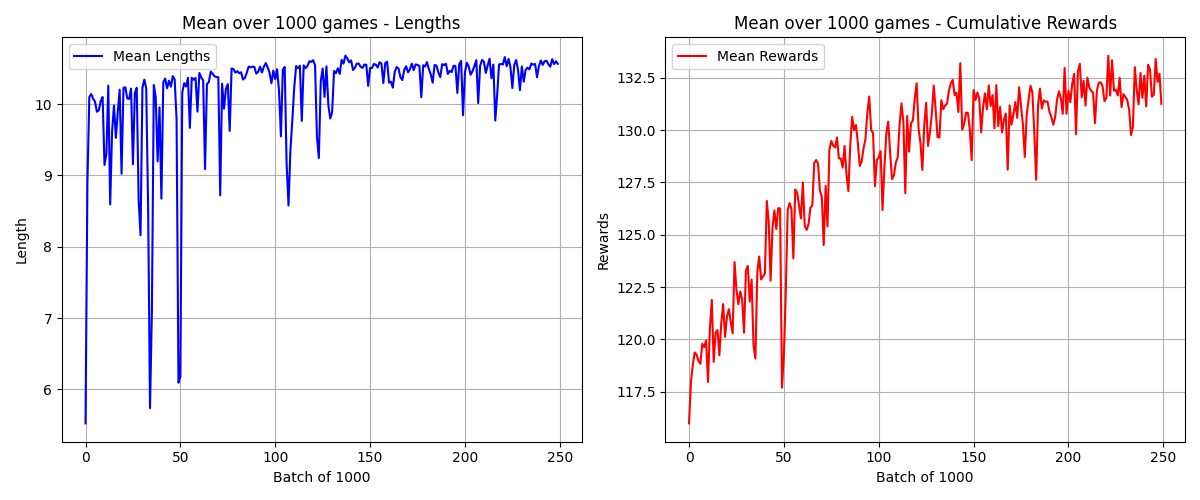 Mean over 1000 games - Lengths
Mean Lengths
10
9
8
7
6
Length
0 50 100 150 200 250
Batch of 1000
Mean over 1000 games - Cumulative Rewards
Mean Rewards
132.5
130.0
127.5
125.0
122.5
120.0
117.5
Rewards
0 50 100 150 200 250
Batch of 1000